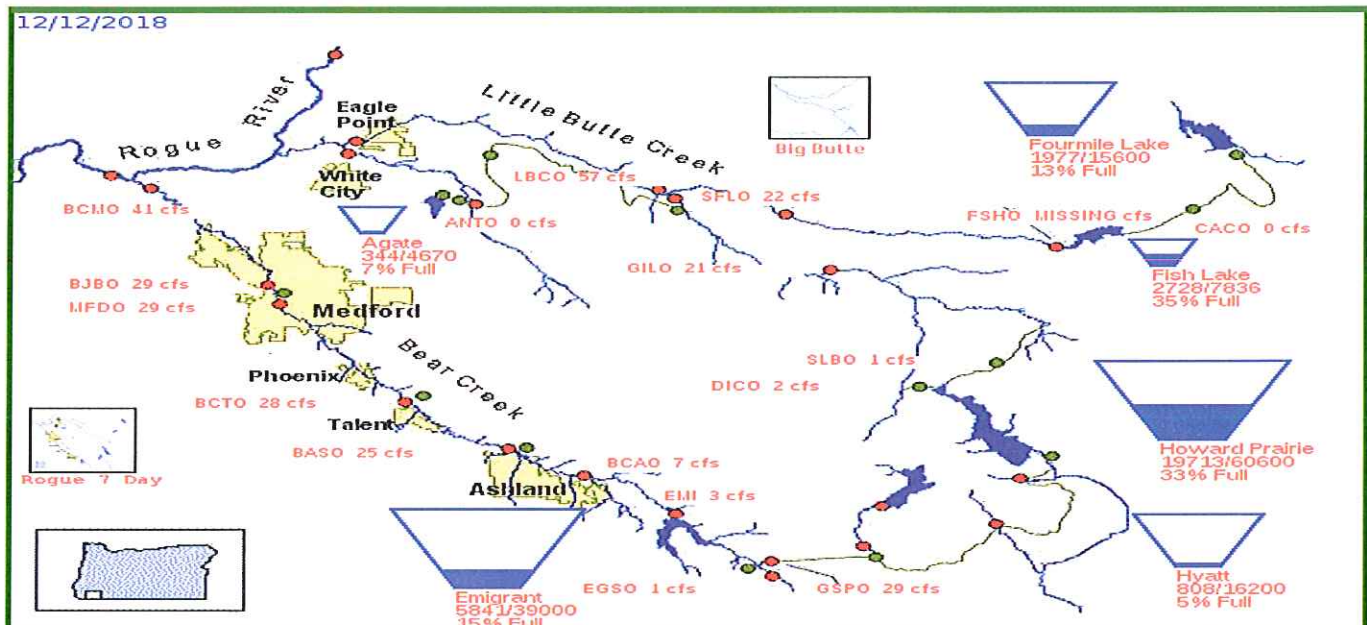 12/12/2018
Rogue River
Eagle
Point
Little Butte Creek
Big Butte
Fourmile Lake
1977/15600
13% Full
White
City
LBCO 57 cfs
SFLO 22 cfs
BCMO 41 cfs
ANTO 0 cfs
FSHO MISSING cfs
CACO 0 cfs
Agate
344/4670
7% Full
GILO 21 cfs
Fish Lake
2728/7836
35% Full
BJBO 29 cfs
MFDO 29 cfs
Medford
Bear Creek
SLBO 1 cfs
Phoenix
DICO 2 cfs
BCTO 28 cfs
Talent
Howard Prairie
19713/60600
33% Full
BASO 25 cfs
BCAO 7 cfs
Rogue 7 Day
Ashland
EMI 3 cfs
Emigrant
5841/39000
15% Full
EGSO 1 cfs
GSPO 29 cfs
Hyatt
808/16200
5% Full